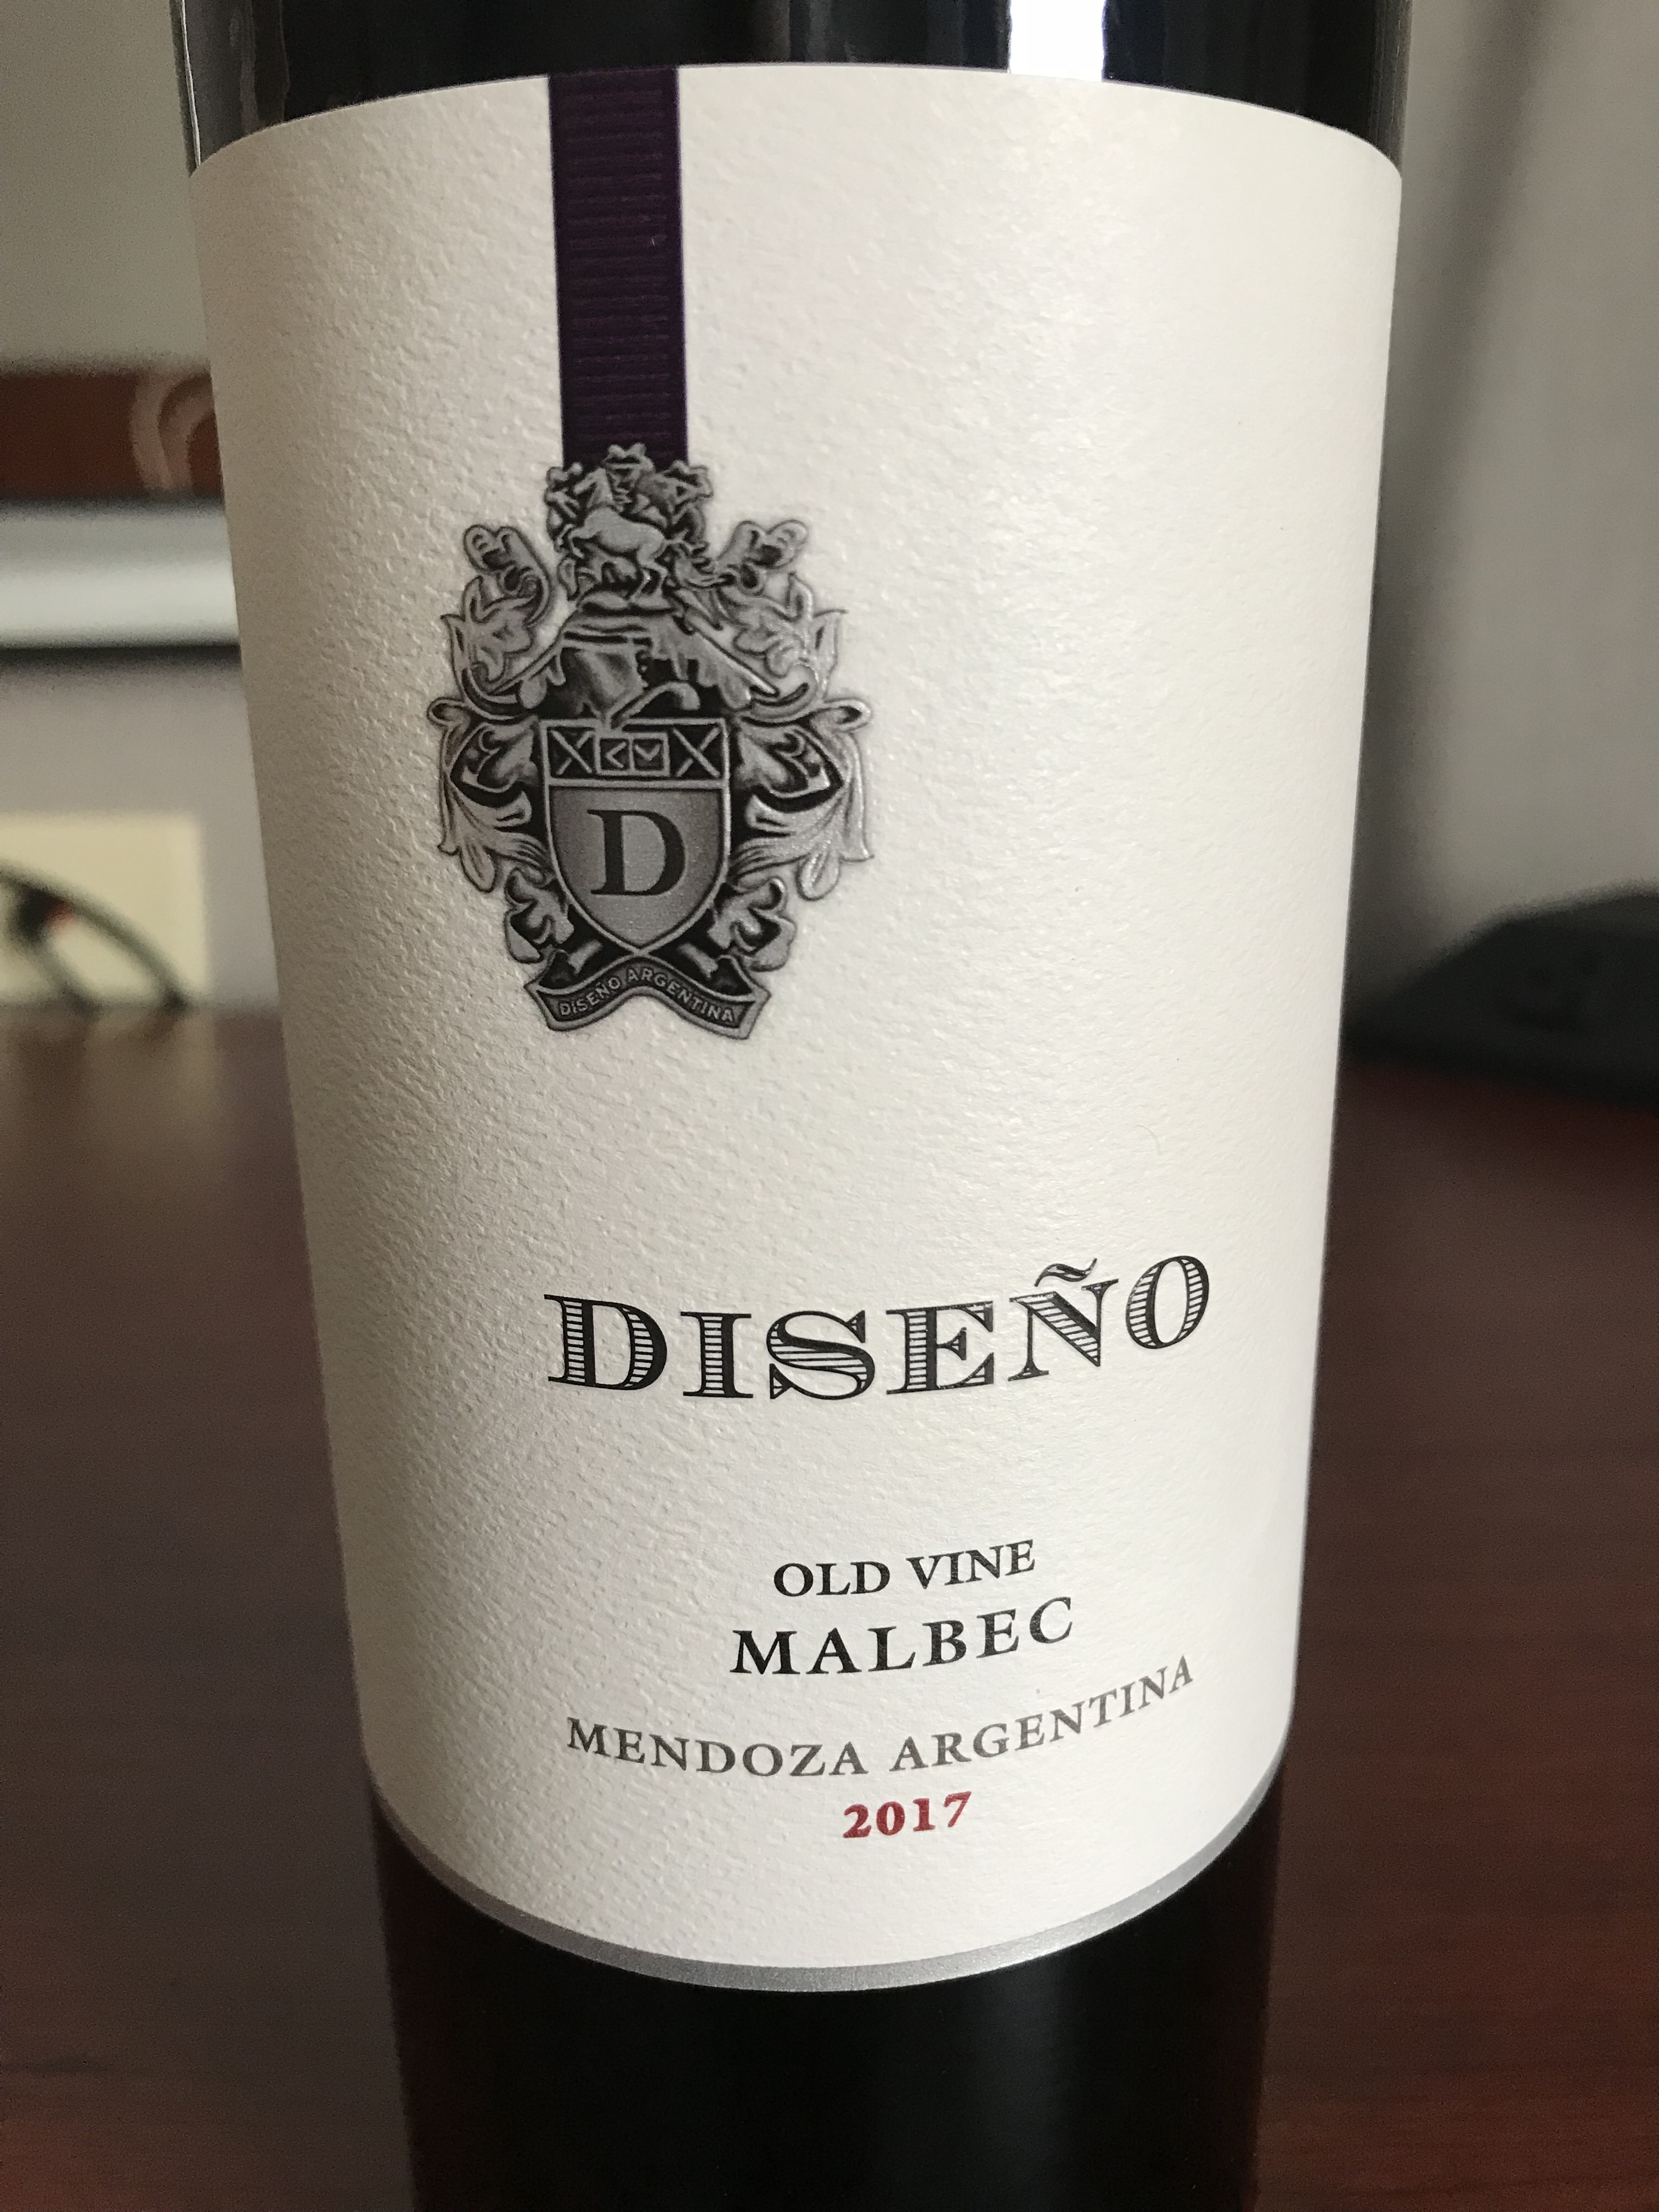 D
DISEÑO ARGENTINA
DISEÑO
OLD VINE
MALBEC
MENDOZA ARGENTINA
2017